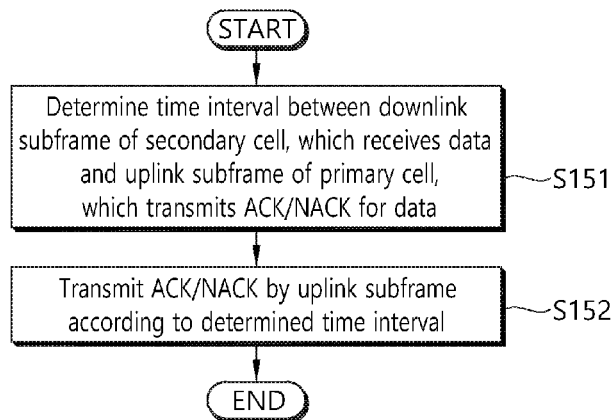 START
Determine time interval between downlink
subframe of secondary cell, which receives data
and uplink subframe of primary cell,
which transmits ACK/NACK for data
S151
Transmit ACK/NACK by uplink subframe
according to determined time interval
S152
END